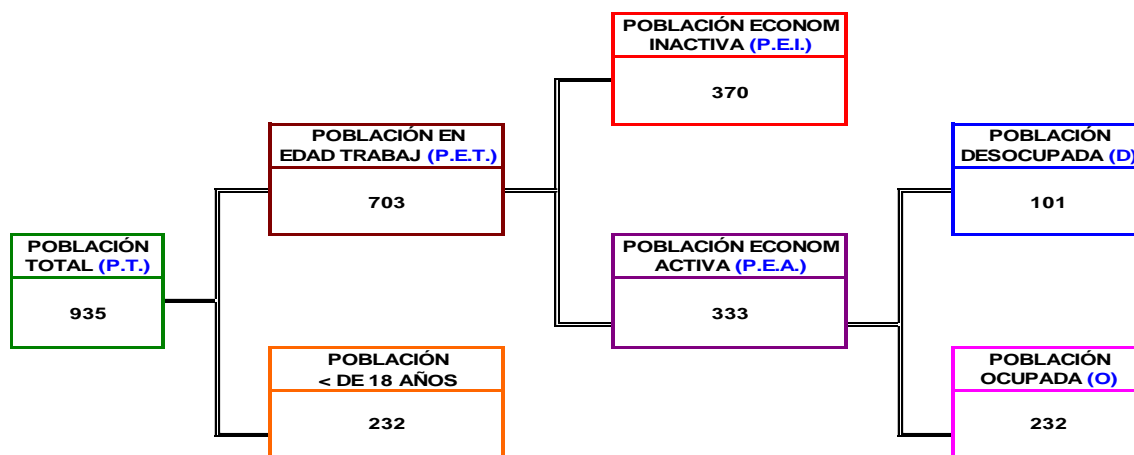 POBLACIÓN ECONOM
INACTIVA (P.E.I.)
370
POBLACIÓN EN
EDAD TRABAJ (P.E.T.)
703
POBLACIÓN
DESOCUPADA (D)
101
POBLACIÓN
TOTAL (P.T.)
935
POBLACIÓN ECONOM
ACTIVA (P.E.A.)
333
POBLACIÓN
< DE 18 AÑOS
232
POBLACIÓN
OCUPADA (O)
232